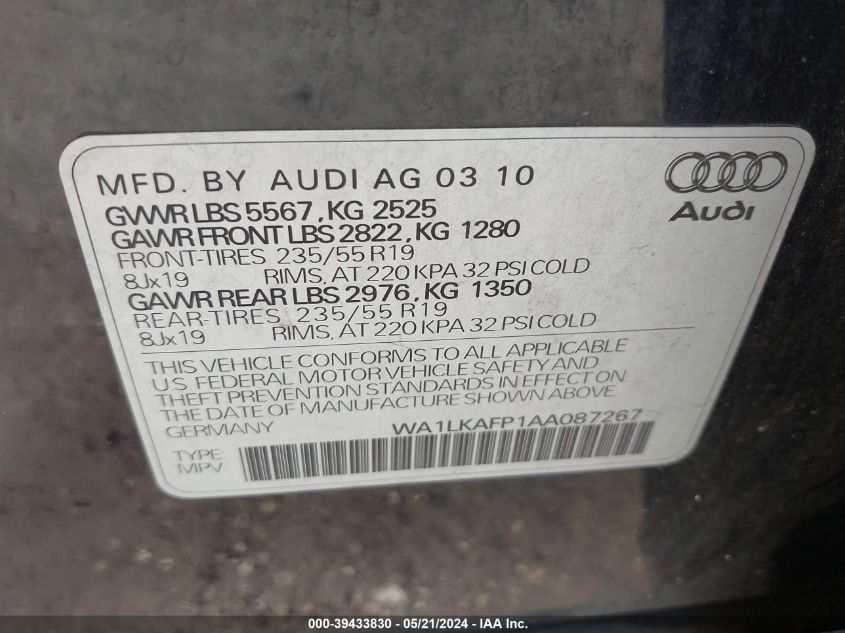 MFD. BY AUDI AG 03 10
Audi
GVWR LBS 5567, KG 2525
GAWR FRONT LBS 2822, KG 1280
FRONT-TIRES 235/55 R19
8Jx19 RIMS, AT 220 KPA 32 PSI COLD
GAWR REAR LBS 2976, KG 1350
REAR-TIRES 235/55 R19
8Jx19 RIMS, AT 220 KPA 32 PSI COLD
THIS VEHICLE CONFORMS TO ALL APPLICABLE
U.S. FEDERAL MOTOR VEHICLE SAFETY AND
THEFT PREVENTION STANDARDS IN EFFECT ON
THE DATE OF MANUFACTURE SHOWN ABOVE
GERMANY WA1LKAFP1AA087267
TYPE:
MPV
000-39433830 - 05/21/2024 - IAA Inc.